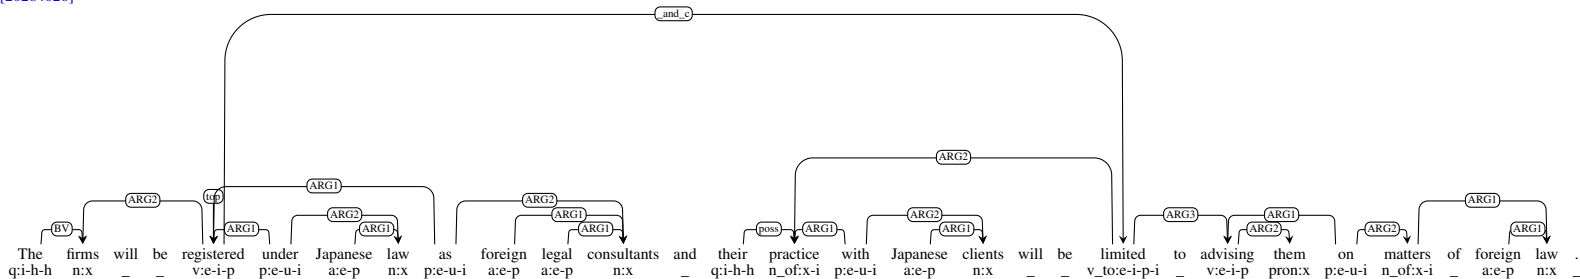 _and_c
ARG2
ARG2 top ARG1 ARG2 ARG1
BV ARG1 ARG2 ARG1 ARG1 ARG1 poss ARG1 ARG2 ARG1 ARG3 ARG1 ARG2 ARG2 ARG1
The firms will be registered under Japanese law as foreign legal consultants and their practice with Japanese clients will be limited to advising them on matters of foreign law .
q:i-h-h n:x _ _ v:e-i-p p:e-u-i a:e-p n:x p:e-u-i a:e-p a:e-p n:x _ q:i-h-h n_of:x-i p:e-u-i a:e-p n:x _ _ v_to:e-i-p-i _ v:e-i-p pron:x p:e-u-i n_of:x-i _ a:e-p n:x _